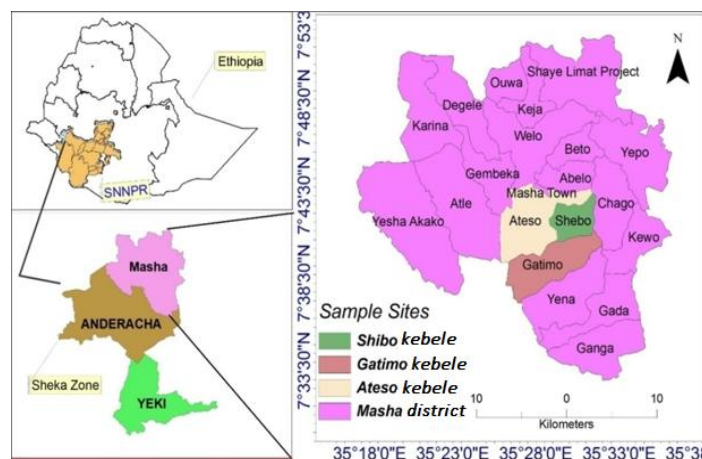 Ethiopia
SNNPR
Masha
ANDERACHA
Sheka Zone
YEKI
N
Shaye Limat Project
Ouwa
Degele
Keja
Karina
Welo
Beto
Yepo
Gembeka
Abelo
Masha Town
Yesha Akako
Atle
Ateso
Shebo
Chago
Kewo
Gatimo
Yena
Gada
Ganga
Sample Sites
Shibo kebele
Gatimo kebele
Ateso kebele
Masha district
10 0 10
Kilometers
7°53'3
7°48'30"N
7°43'30"N
7°38'30"N
7°33'30"N
35°18'0"E 35°23'0"E 35°28'0"E 35°33'0"E 35°38